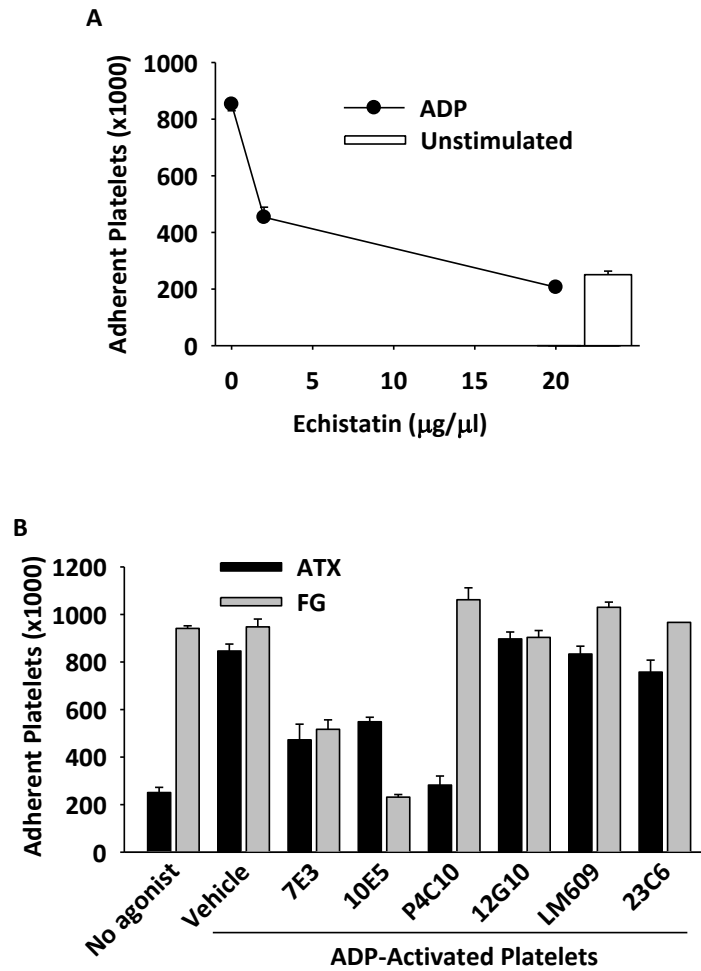 A
Adherent Platelets (x1000)
1000
800
600
400
200
0
ADP
Unstimulated
0 5 10 15 20
Echistatin (μg/μl)
B
Adherent Platelets (x1000)
1200
1000
800
600
400
200
0
ATX
FG
No agonist Vehicle 7E3 10E5 P4C10 12G10 LM609 23C6
ADP-Activated Platelets